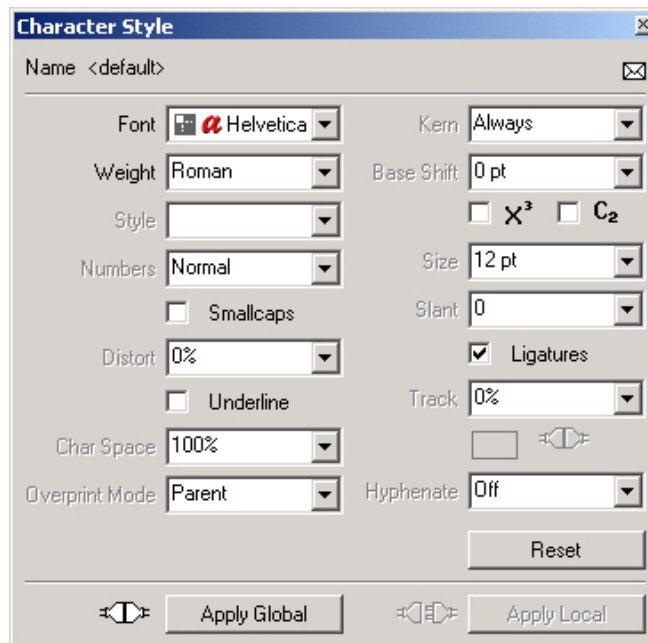 Character Style
Name <default>
Font α Helvetica
Kern Always
Weight Roman
Base Shift 0 pt
Style
X³ C₂
Numbers Normal
Size 12 pt
Smallcaps
Slant 0
Distort 0%
Ligatures
Underline
Track 0%
Char Space 100%
Overprint Mode Parent
Hyphenate Off
Reset
Apply Global
Apply Local